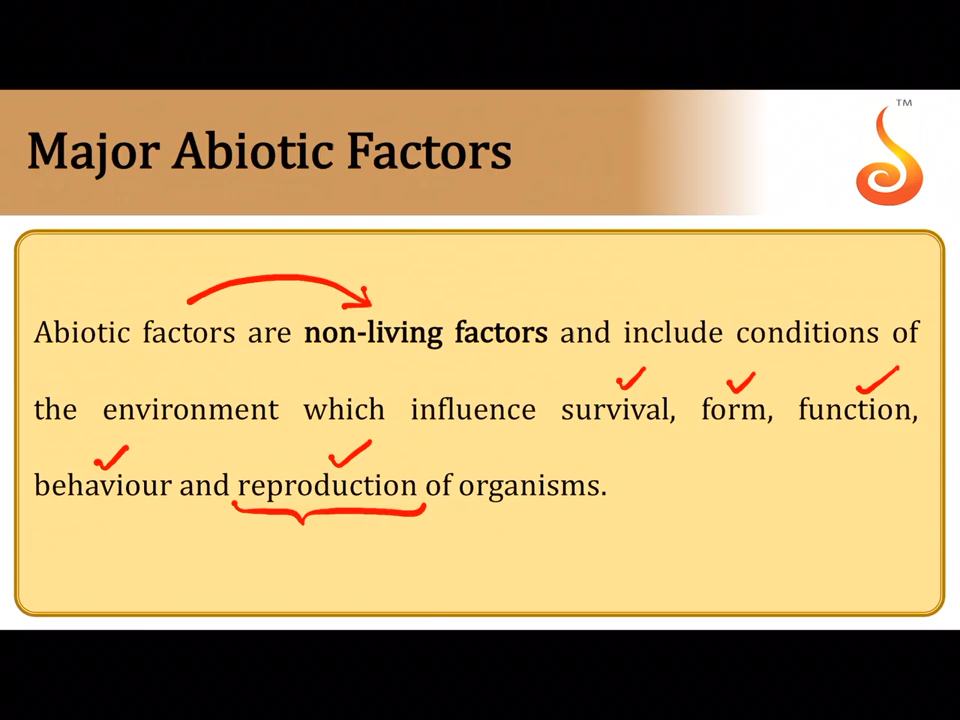 TM
Major Abiotic Factors
Abiotic factors are non-living factors and include conditions of
the environment which influence survival, form, function,
behaviour and reproduction of organisms.